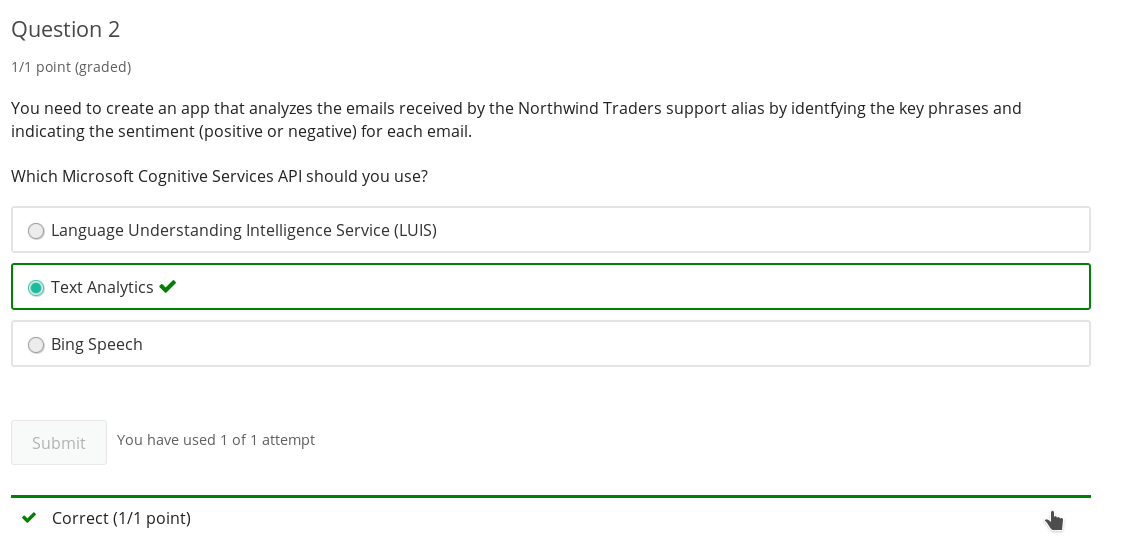 Question 2
1/1 point (graded)
You need to create an app that analyzes the emails received by the Northwind Traders support alias by identfying the key phrases and
indicating the sentiment (positive or negative) for each email.
Which Microsoft Cognitive Services API should you use?
Language Understanding Intelligence Service (LUIS)
Text Analytics
Bing Speech
Submit
You have used 1 of 1 attempt
Correct (1/1 point)